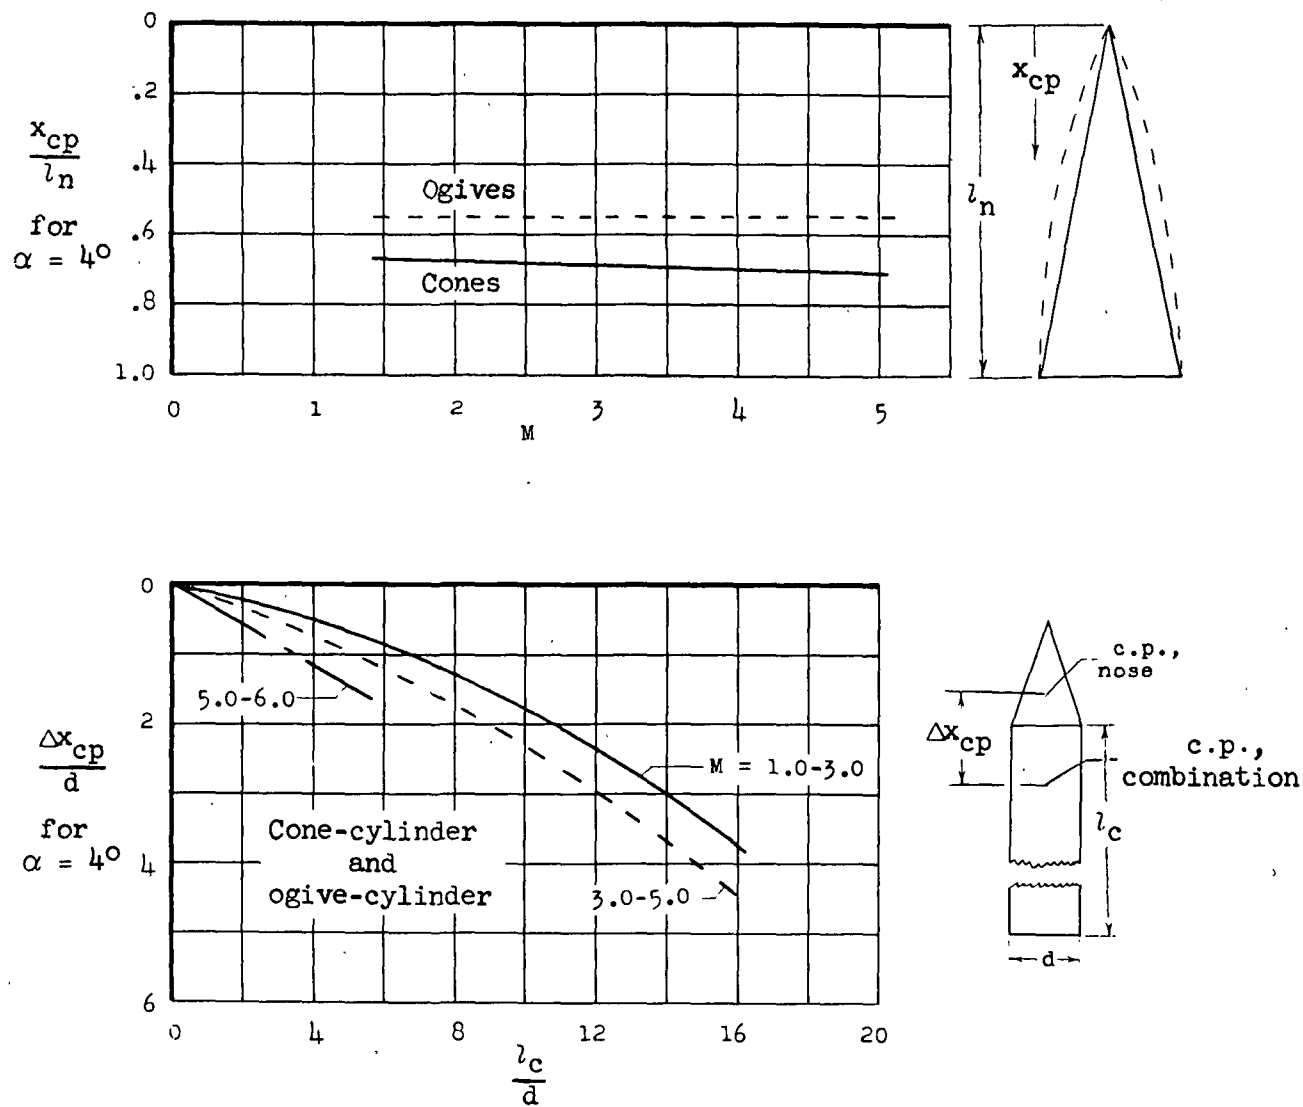 0
.2
.4
.6
.8
1.0
x_cp
l_n
for
α = 4°
Ogives
Cones
0 1 2 3 4 5
M
x_cp
l_n
0
2
4
6
Δx_cp
d
for
α = 4°
5.0-6.0
M = 1.0-3.0
3.0-5.0
Cone-cylinder
and
ogive-cylinder
0 4 8 12 16 20
l_c
d
c.p.,
nose
Δx_cp
c.p.,
combination
l_c
d